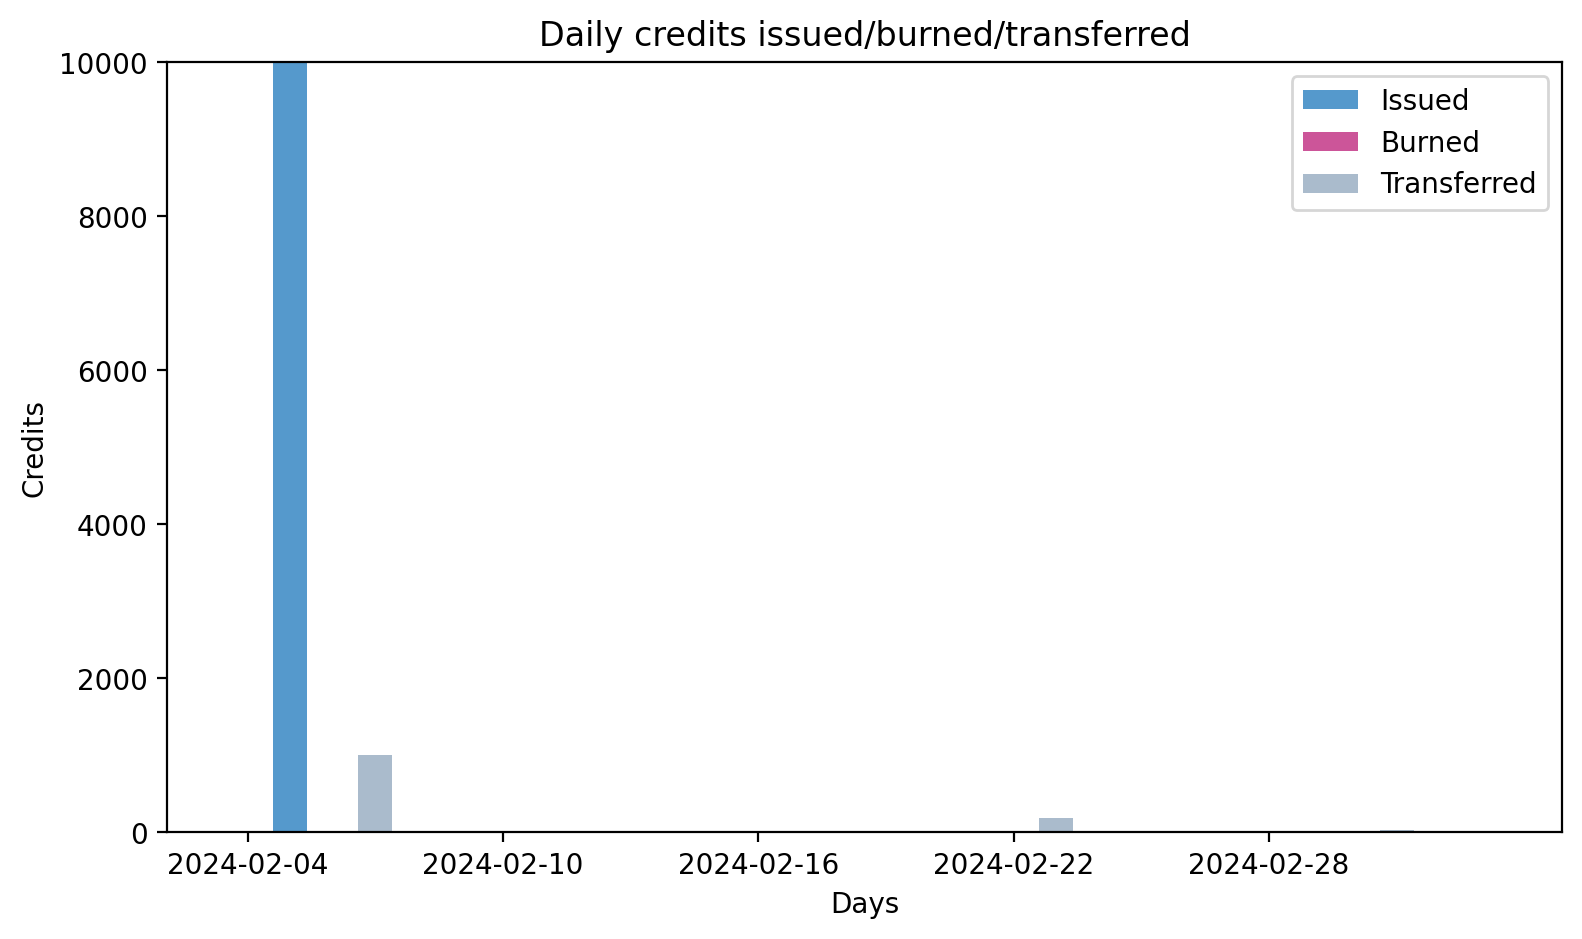 Daily credits issued/burned/transferred
10000
8000
6000
4000
2000
0
Credits
Issued
Burned
Transferred
2024-02-04 2024-02-10 2024-02-16 2024-02-22 2024-02-28
Days